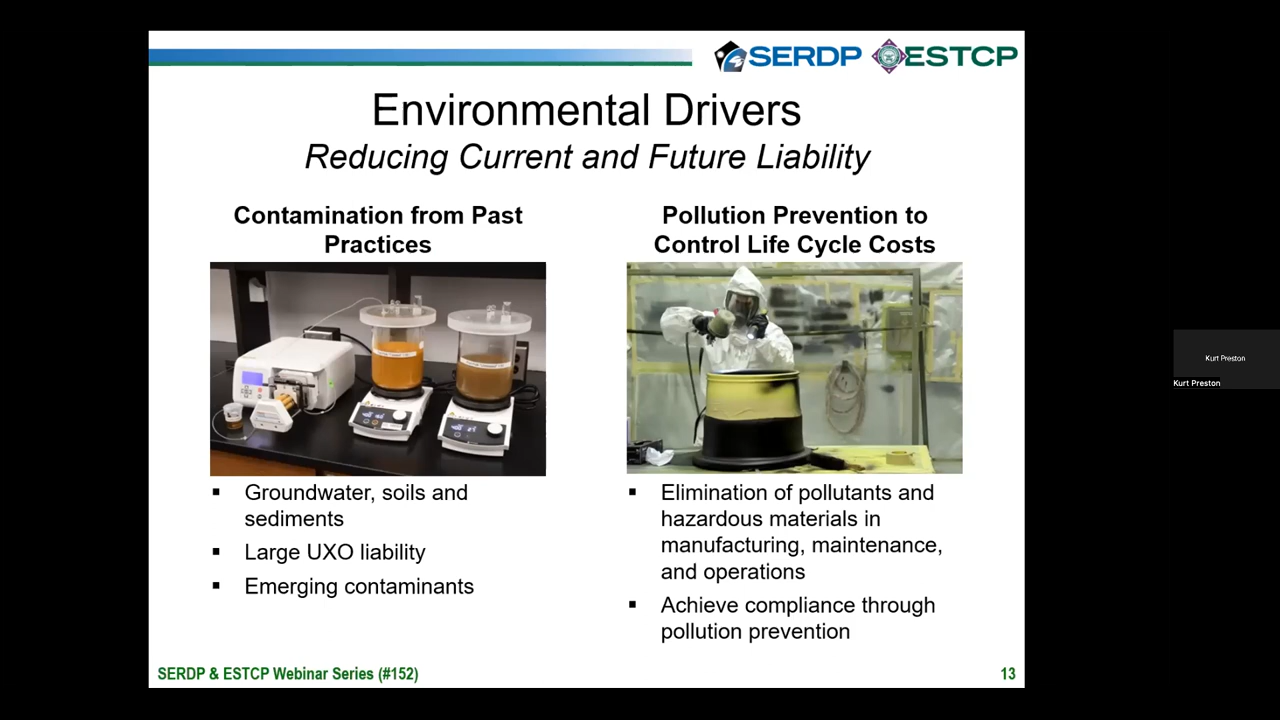 SERDP ESTCP
Environmental Drivers
Reducing Current and Future Liability
Contamination from Past
Practices
Groundwater, soils and
sediments
Large UXO liability
Emerging contaminants
Pollution Prevention to
Control Life Cycle Costs
Elimination of pollutants and
hazardous materials in
manufacturing, maintenance,
and operations
Achieve compliance through
pollution prevention
SERDP & ESTCP Webinar Series (#152)
13
Kurt Preston
Kurt Preston